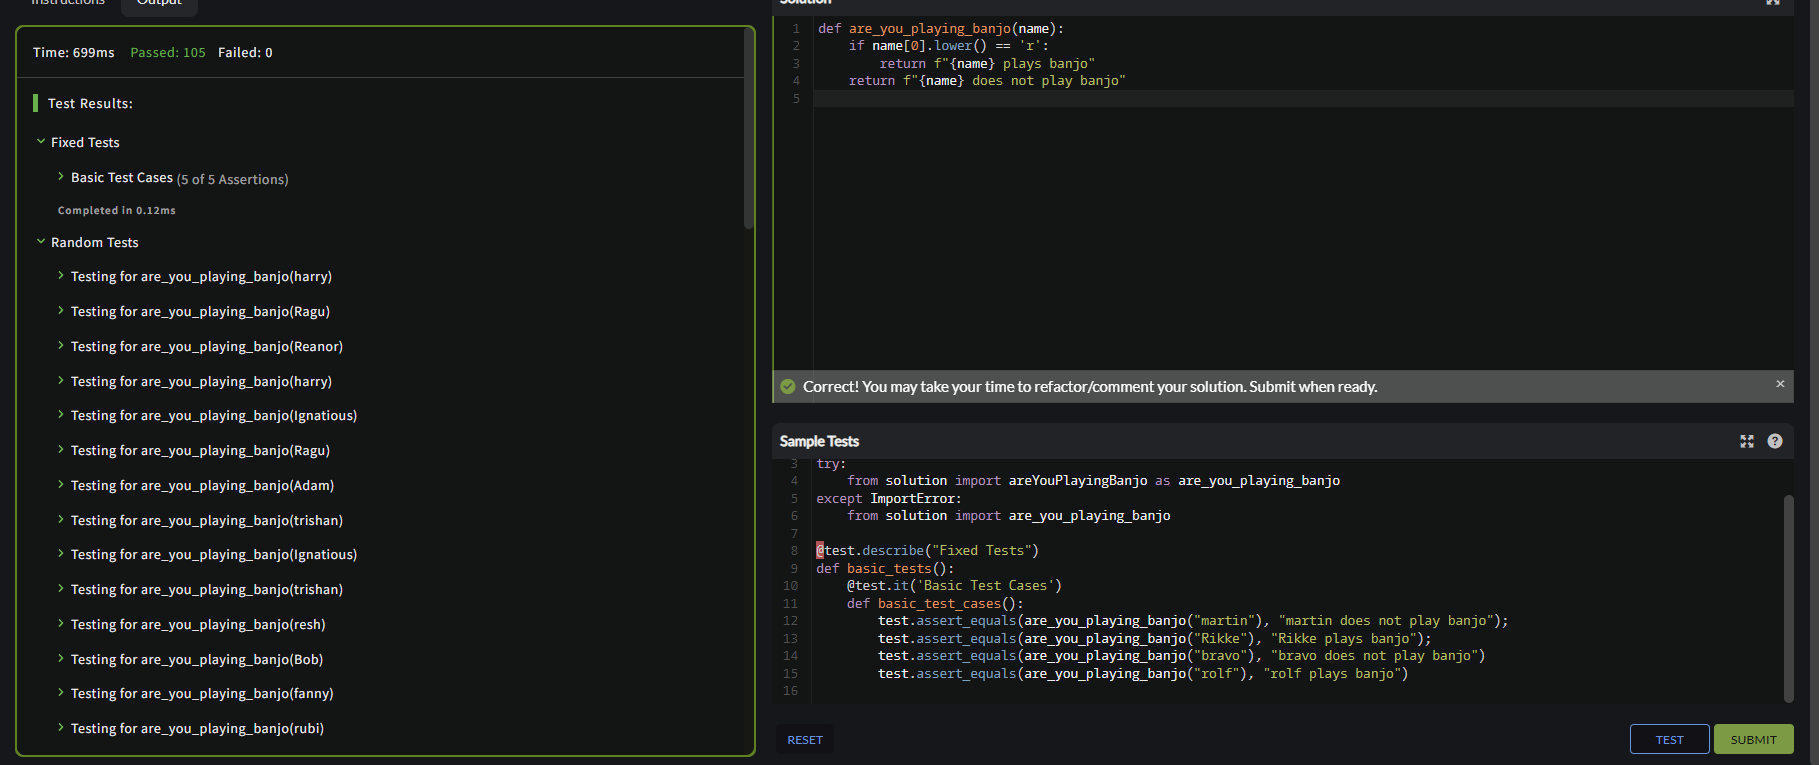 Instructions Output
Time: 699ms Passed: 105 Failed: 0
Test Results:
Fixed Tests
Basic Test Cases (5 of 5 Assertions)
Completed in 0.12ms
Random Tests
Testing for are_you_playing_banjo(harry)
Testing for are_you_playing_banjo(Ragu)
Testing for are_you_playing_banjo(Reanor)
Testing for are_you_playing_banjo(harry)
Testing for are_you_playing_banjo(Ignatious)
Testing for are_you_playing_banjo(Ragu)
Testing for are_you_playing_banjo(Adam)
Testing for are_you_playing_banjo(trishan)
Testing for are_you_playing_banjo(Ignatious)
Testing for are_you_playing_banjo(trishan)
Testing for are_you_playing_banjo(resh)
Testing for are_you_playing_banjo(Bob)
Testing for are_you_playing_banjo(fanny)
Testing for are_you_playing_banjo(rubi)
Solution
1 def are_you_playing_banjo(name):
2 if name[0].lower() == 'r':
3 return f"{name} plays banjo"
4 return f"{name} does not play banjo"
5
Correct! You may take your time to refactor/comment your solution. Submit when ready. ×
Sample Tests ?
3 try:
4 from solution import areYouPlayingBanjo as are_you_playing_banjo
5 except ImportError:
6 from solution import are_you_playing_banjo
7
8 @test.describe("Fixed Tests")
9 def basic_tests():
10 @test.it('Basic Test Cases')
11 def basic_test_cases():
12 test.assert_equals(are_you_playing_banjo("martin"), "martin does not play banjo");
13 test.assert_equals(are_you_playing_banjo("Rikke"), "Rikke plays banjo");
14 test.assert_equals(are_you_playing_banjo("bravo"), "bravo does not play banjo")
15 test.assert_equals(are_you_playing_banjo("rolf"), "rolf plays banjo")
16
RESET TEST SUBMIT